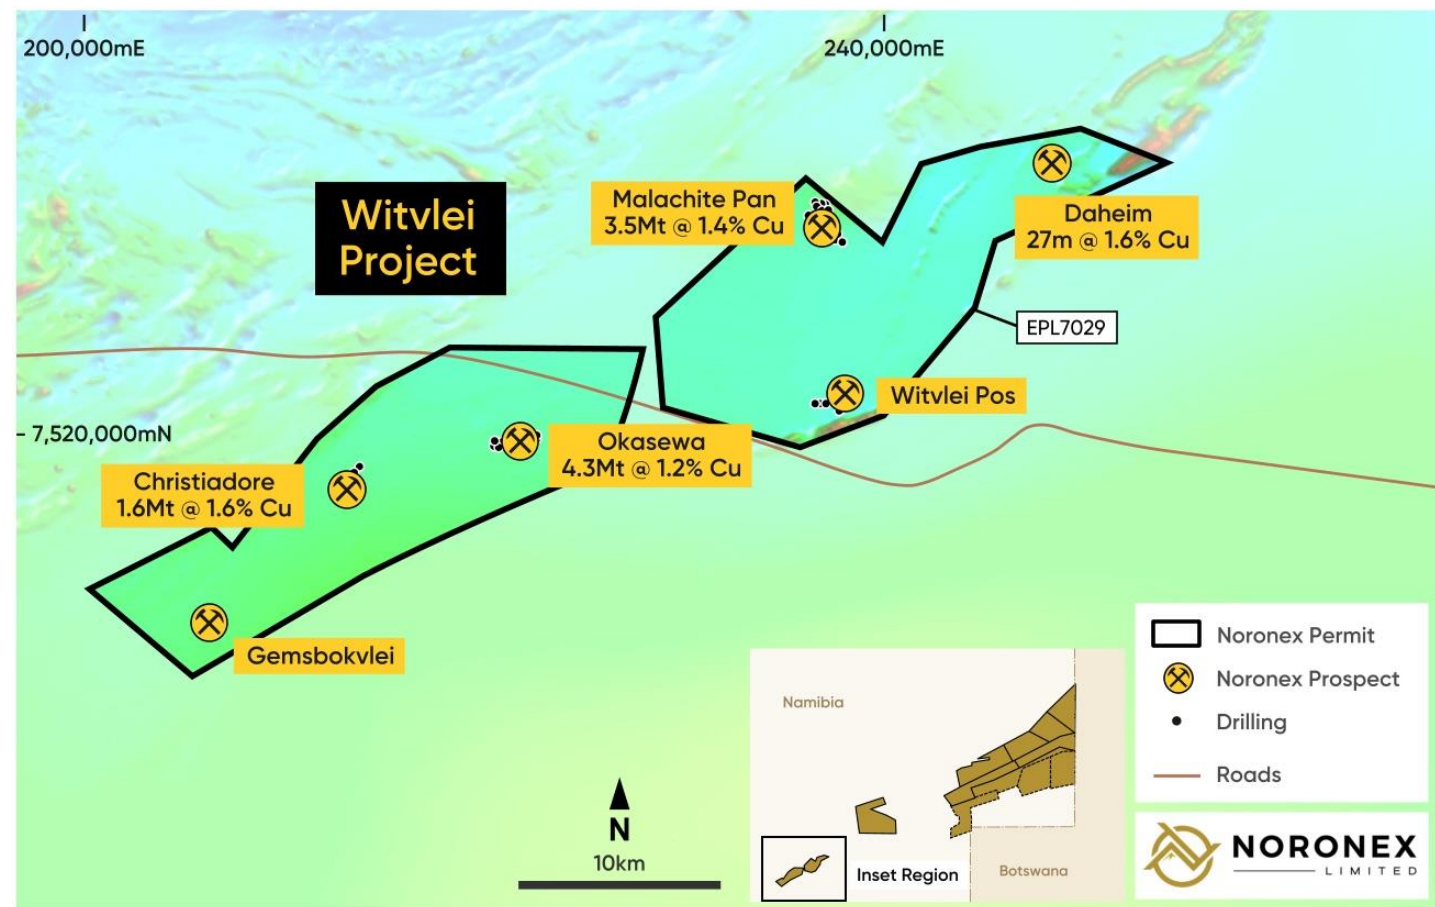 200,000mE
240,000mE
Witvlei
Project
Malachite Pan
3.5Mt @ 1.4% Cu
Daheim
27m @ 1.6% Cu
EPL7029
Witvlei Pos
7,520,000mN
Okasewa
4.3Mt @ 1.2% Cu
Christiadore
1.6Mt @ 1.6% Cu
Gemsbokvlei
N
10km
Namibia
Inset Region
Botswana
Noronex Permit
Noronex Prospect
Drilling
Roads
NORONEX
LIMITED